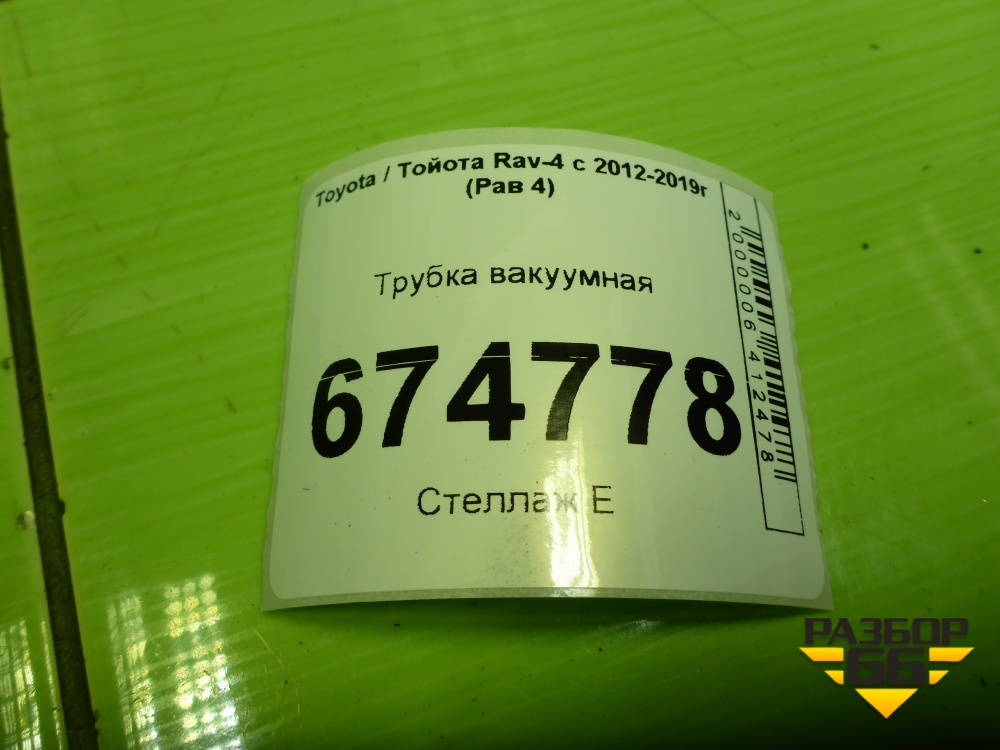 Toyota / Тойота Rav-4 с 2012-2019г
(Рав 4)
Трубка вакуумная
674778
Стеллаж Е
2000006412478
РАЗБОР
66